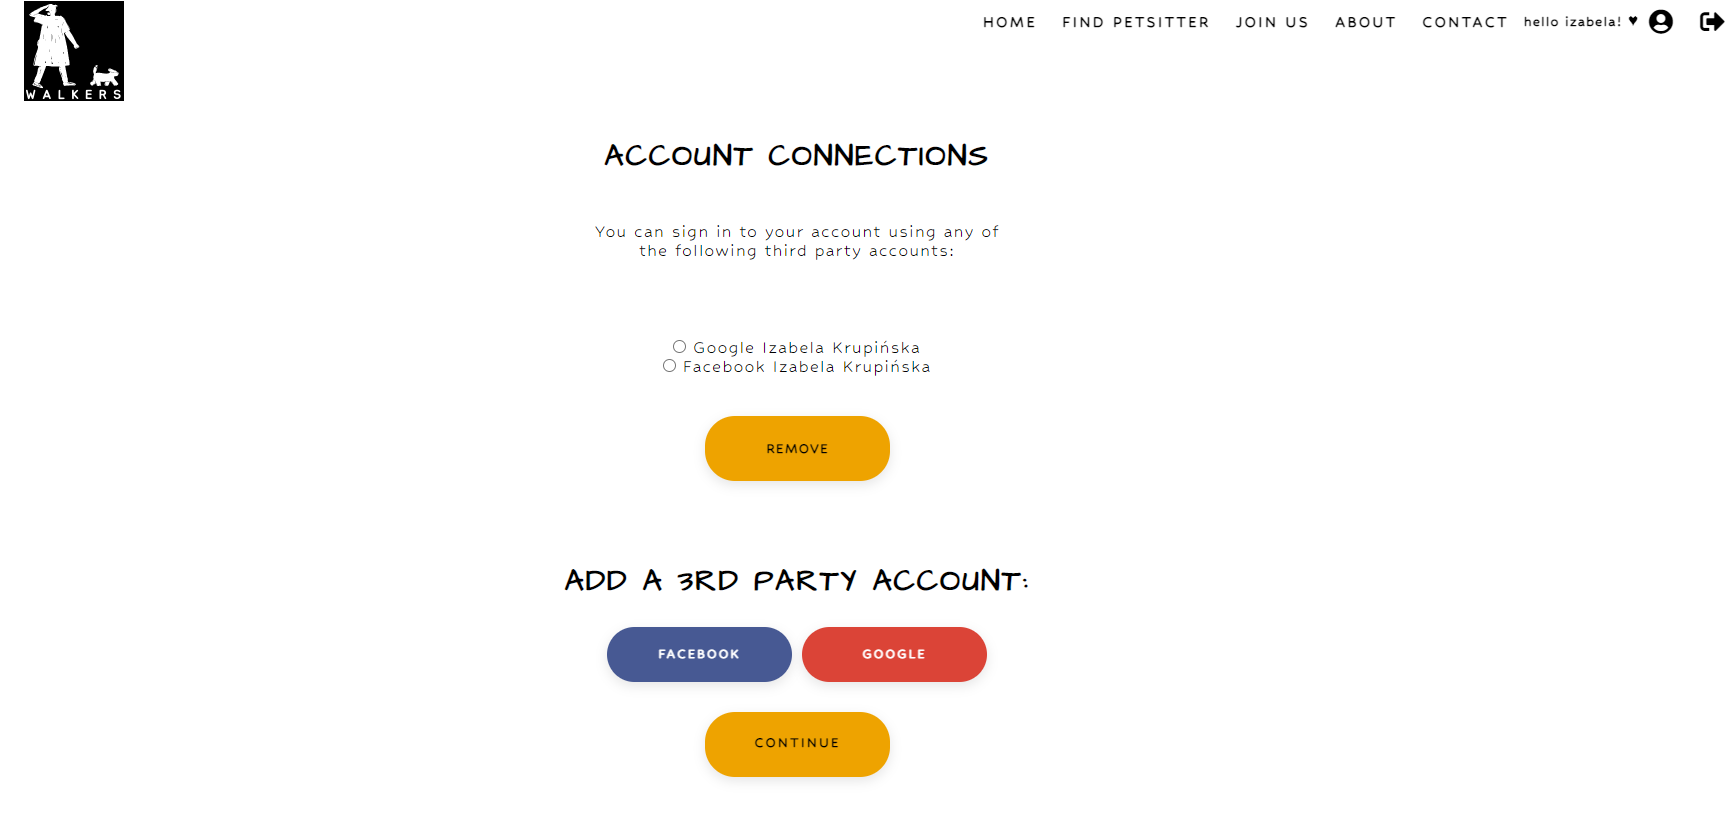 WALKERS
HOME FIND PETSITTER JOIN US ABOUT CONTACT hello izabela! ♥
ACCOUNT CONNECTIONS
You can sign in to your account using any of
the following third party accounts:
Google Izabela Krupińska
Facebook Izabela Krupińska
REMOVE
ADD A 3RD PARTY ACCOUNT:
FACEBOOK GOOGLE
CONTINUE